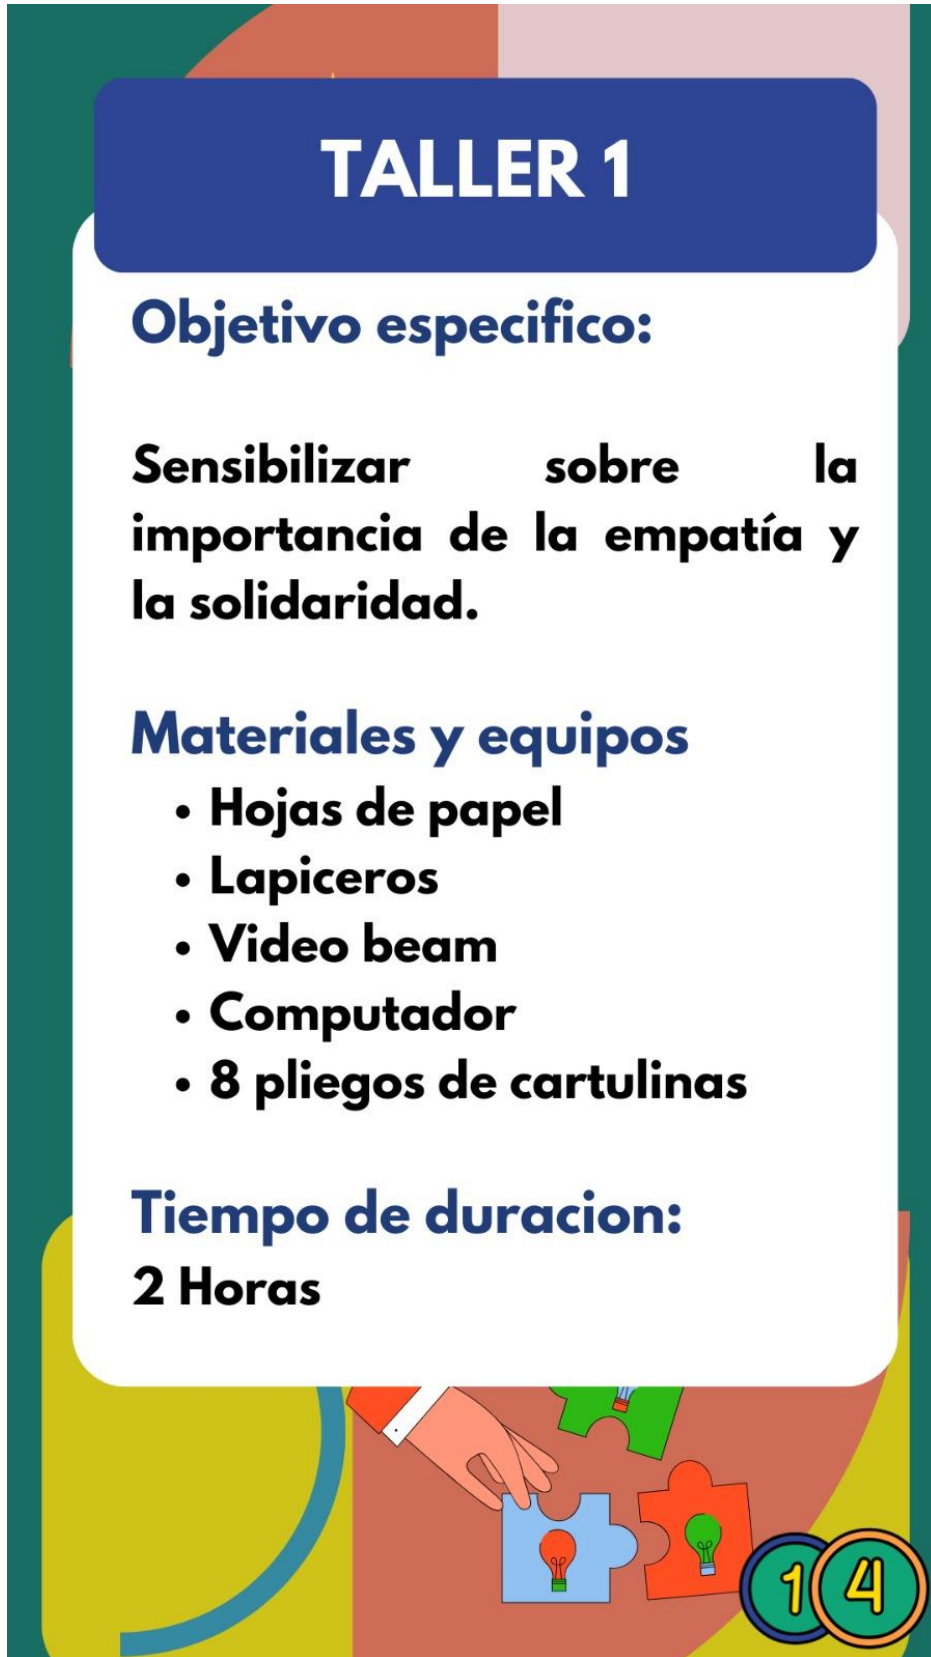 TALLER 1
Objetivo especifico:
Sensibilizar sobre la
importancia de la empatía y
la solidaridad.
Materiales y equipos
• Hojas de papel
• Lapiceros
• Video beam
• Computador
• 8 pliegos de cartulinas
Tiempo de duracion:
2 Horas
14